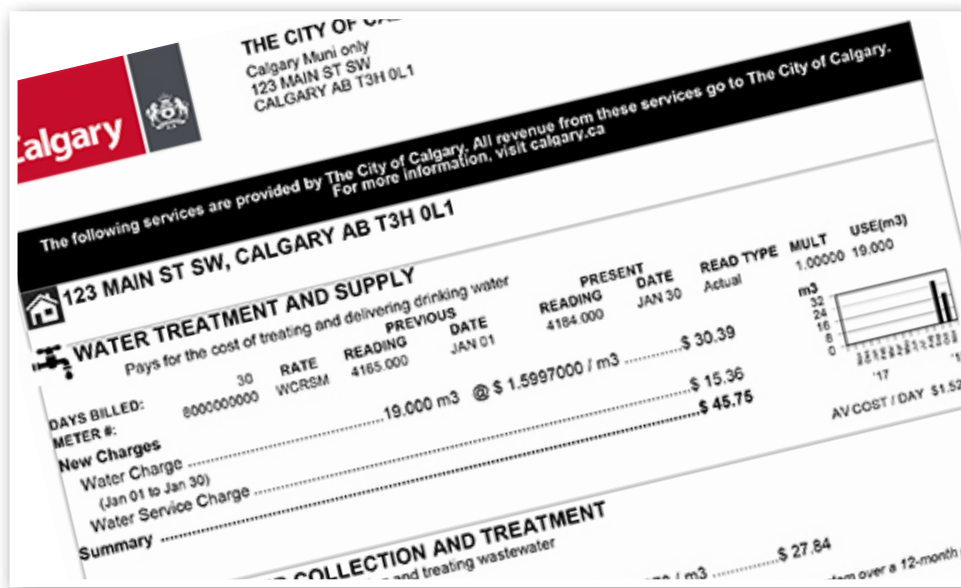 THE CITY OF
Calgary Muni only
123 MAIN ST SW
CALGARY AB T3H 0L1
algary
The following services are provided by The City of Calgary. All revenue from these services go to The City of Calgary.
For more information, visit calgary.ca
123 MAIN ST SW, CALGARY AB T3H 0L1
WATER TREATMENT AND SUPPLY
Pays for the cost of treating and delivering drinking water
PREVIOUS PRESENT
RATE READING DATE READING DATE READ TYPE MULT USE(m3)
DAYS BILLED: 30
METER #: 8000000000 WCRSM 4165.000 JAN 01 4184.000 JAN 30 Actual 1.00000 19.000
New Charges
Water Charge ........ 19.000 m3 @ $ 1.5997000 / m3 ........ $ 30.39
(Jan 01 to Jan 30)
Water Service Charge ........ $ 15.36
Summary ........ $ 45.75
m3
32
24
16
8
0
'17
AV COST / DAY $1.52
COLLECTION AND TREATMENT
and treating wastewater
/ m3 ........ $ 27.84
over a 12-month